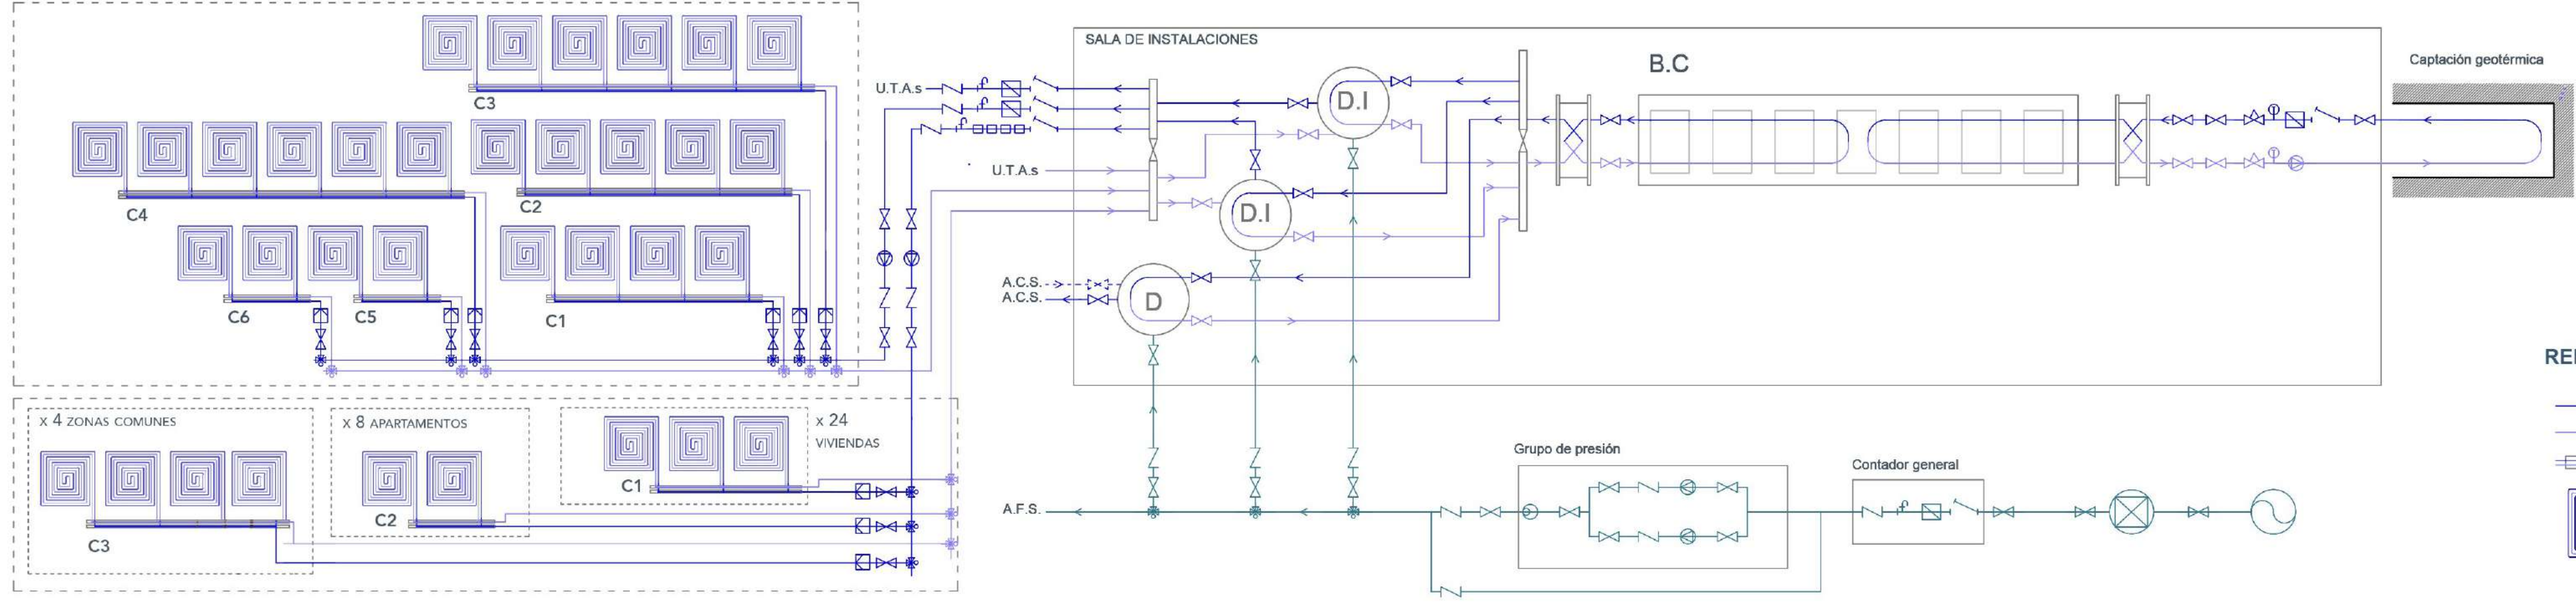 C3
C4
C2
C6
C5
C1
x 4 ZONAS COMUNES
C3
x 8 APARTAMENTOS
C2
x 24
VIVIENDAS
C1
SALA DE INSTALACIONES
U.T.A.s
U.T.A.s
D.I
D.I
D
A.C.S.
A.C.S.
B.C
Captación geotérmica
A.F.S.
Grupo de presión
Contador general